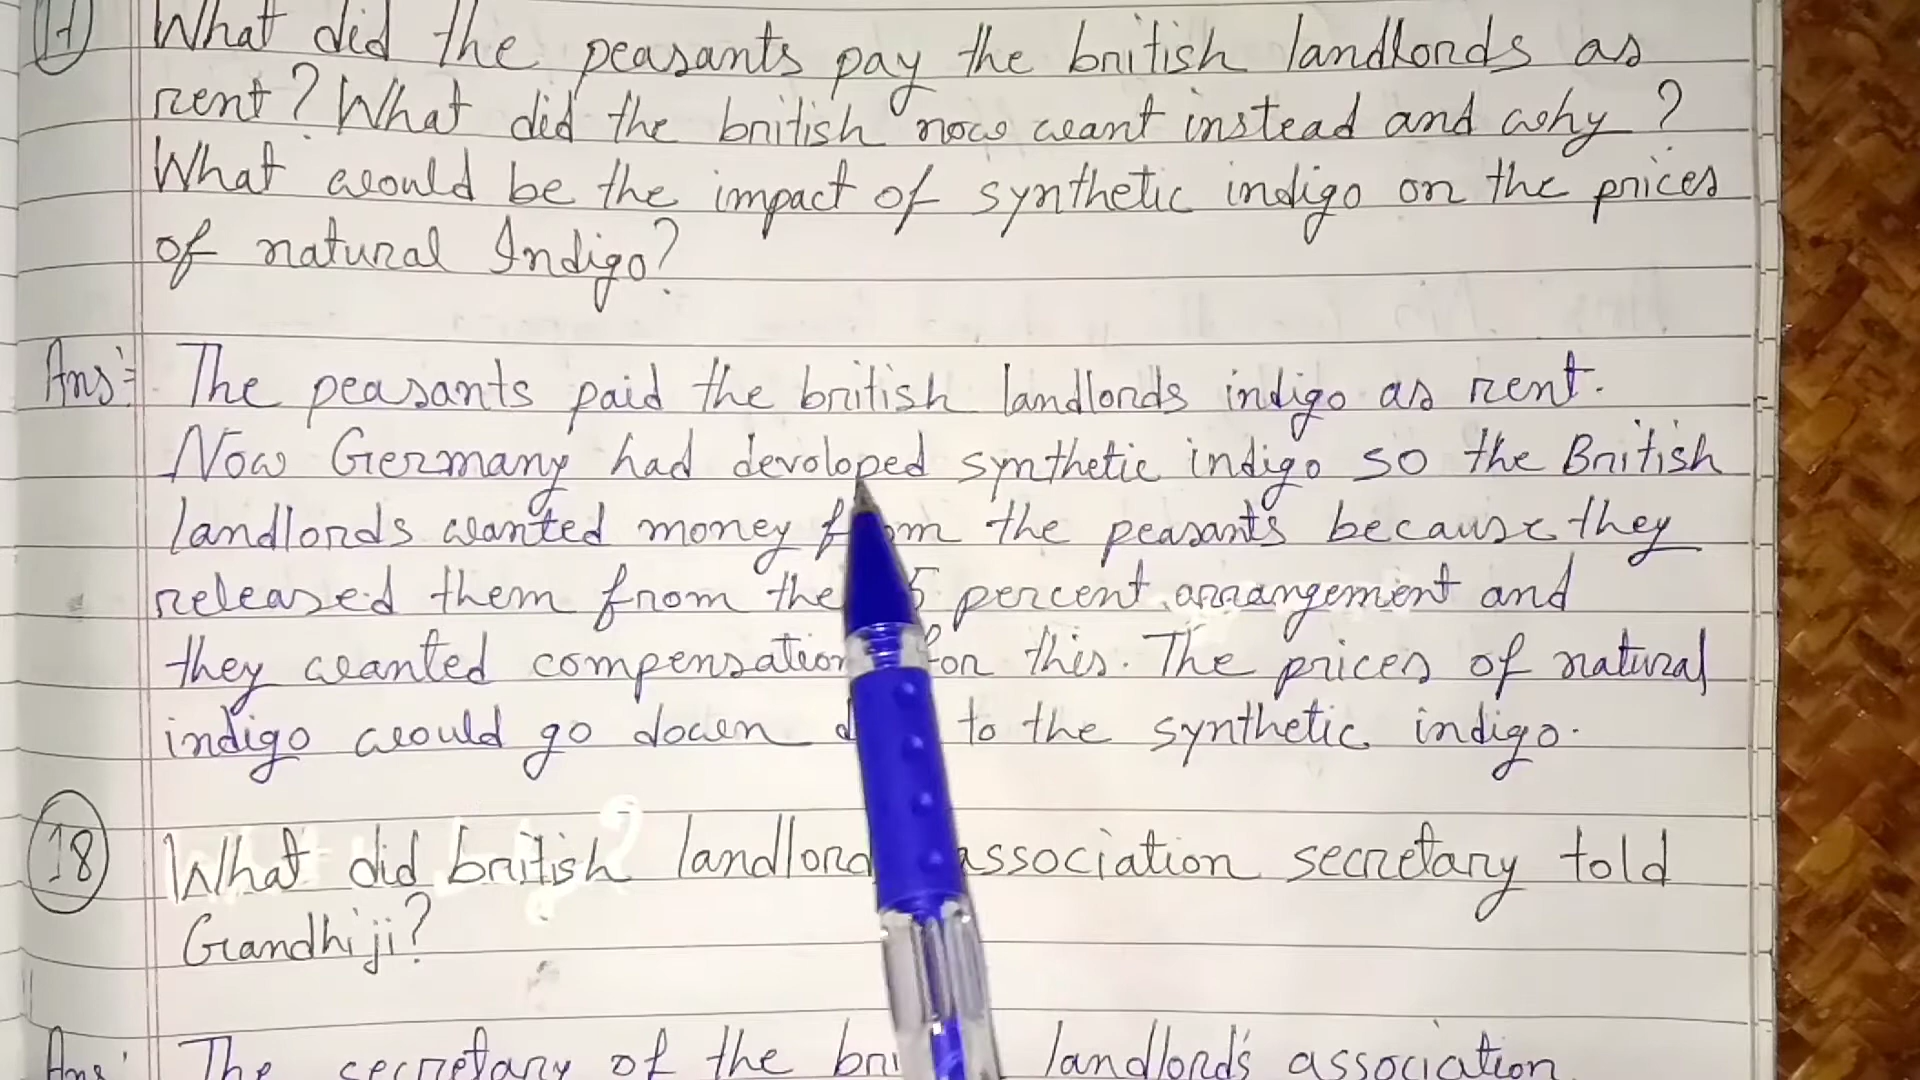 17 What did the peasants pay the british landlords as
rent? What did the british now want instead and why?
What would be the impact of synthetic indigo on the prices
of natural Indigo?
Ans: The peasants paid the british landlords indigo as rent.
Now Germany had devoloped synthetic indigo so the British
landlords wanted money from the peasants because they
released them from the 5 percent arrangement and
they wanted compensation for this. The prices of natural
indigo would go down to the synthetic indigo.
18 What did british landlord association secretary told
Gandhiji?
Ans: The secretary of the bri landlord's association